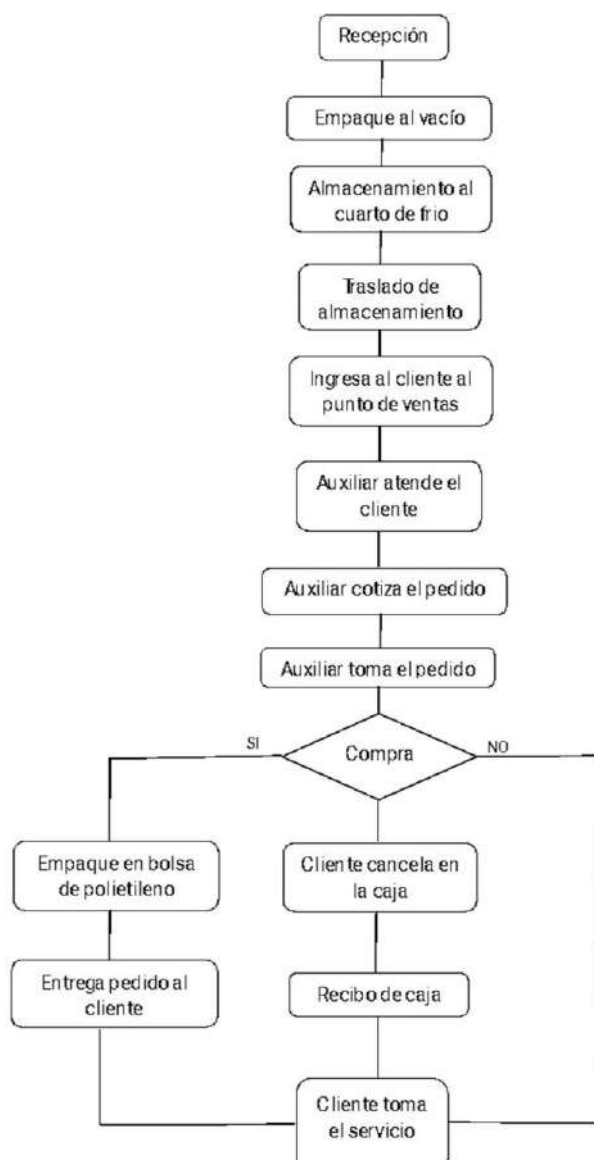 Recepción
Empaque al vacío
Almacenamiento al
cuarto de frio
Traslado de
almacenamiento
Ingresa al cliente al
punto de ventas
Auxiliar atende el
cliente
Auxiliar cotiza el pedido
Auxiliar toma el pedido
SI
Compra
NO
Empaque en bolsa
de polietileno
Cliente cancela en
la caja
Entrega pedido al
cliente
Recibo de caja
Cliente toma
el servicio